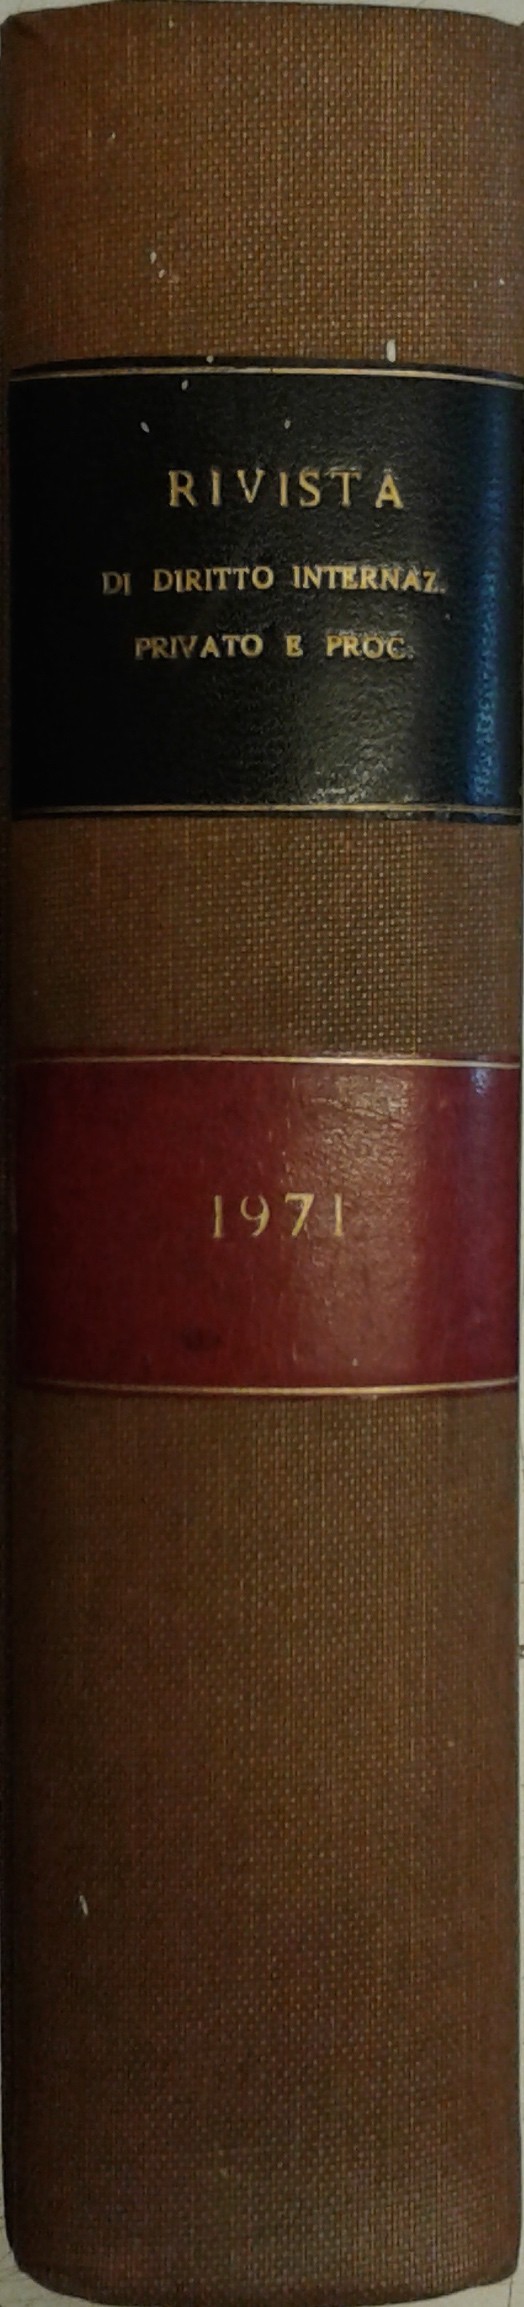 RIVISTA
DI DIRITTO INTERNAZ.
PRIVATO E PROC.
1971